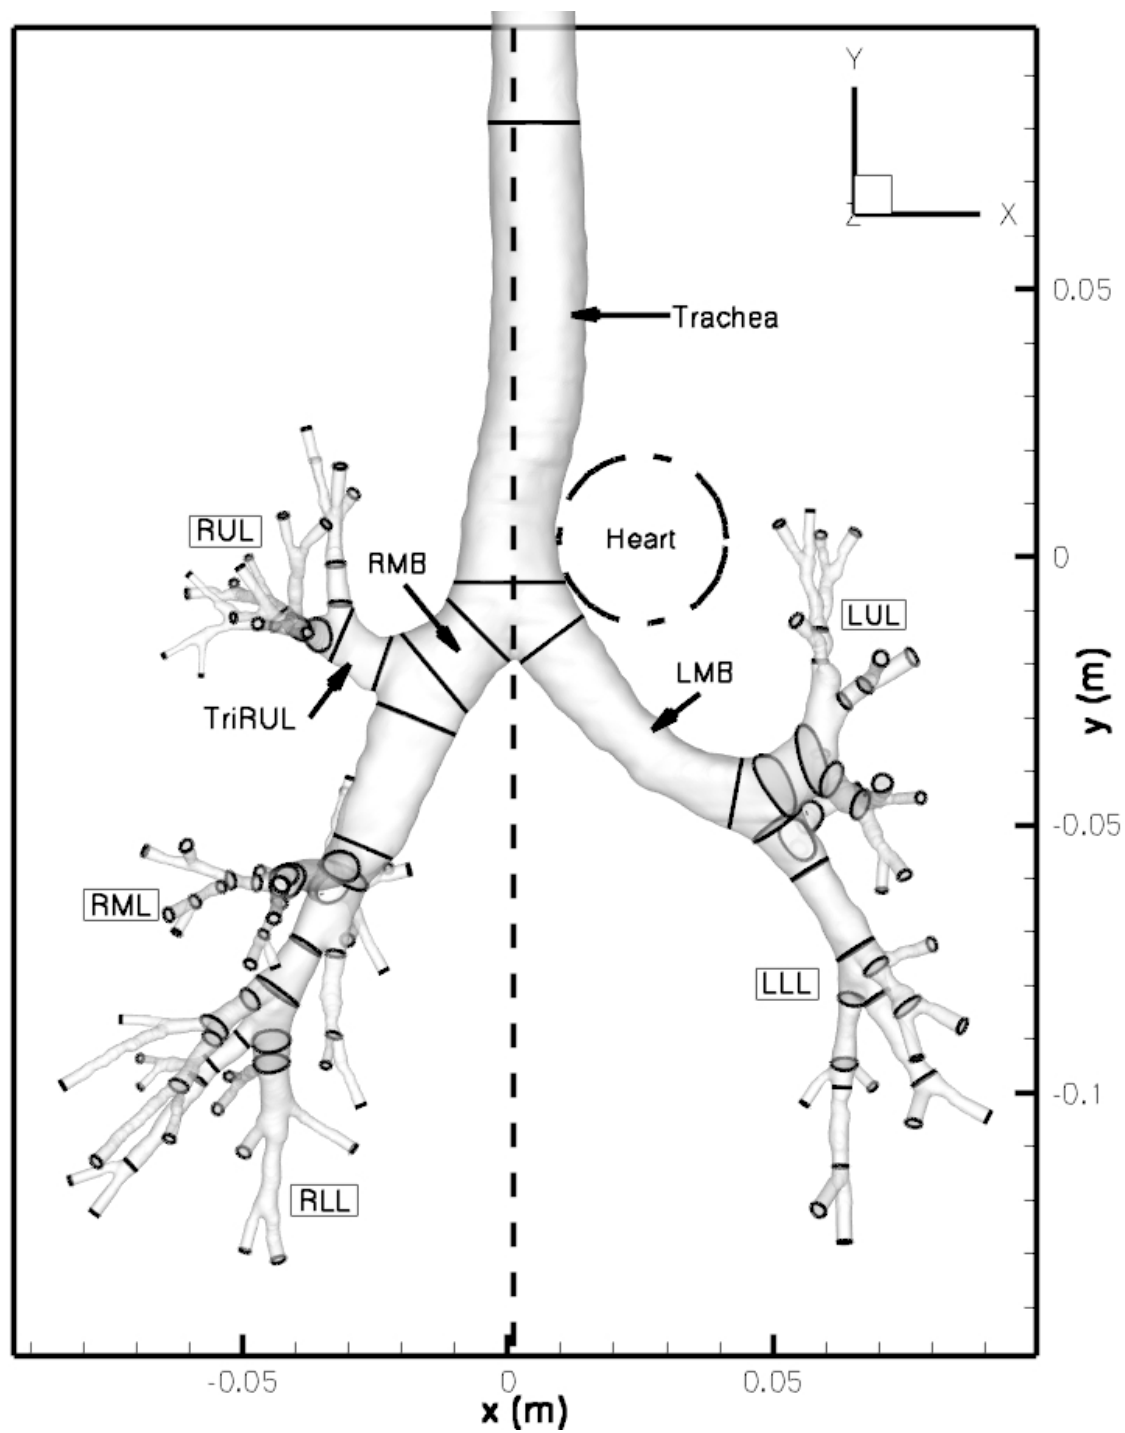 Y
X
Z
0.05
Trachea
RUL
Heart
0
RMB
LUL
LMB
y (m)
TriRUL
-0.05
RML
LLL
-0.1
RLL
-0.05
0
0.05
x (m)